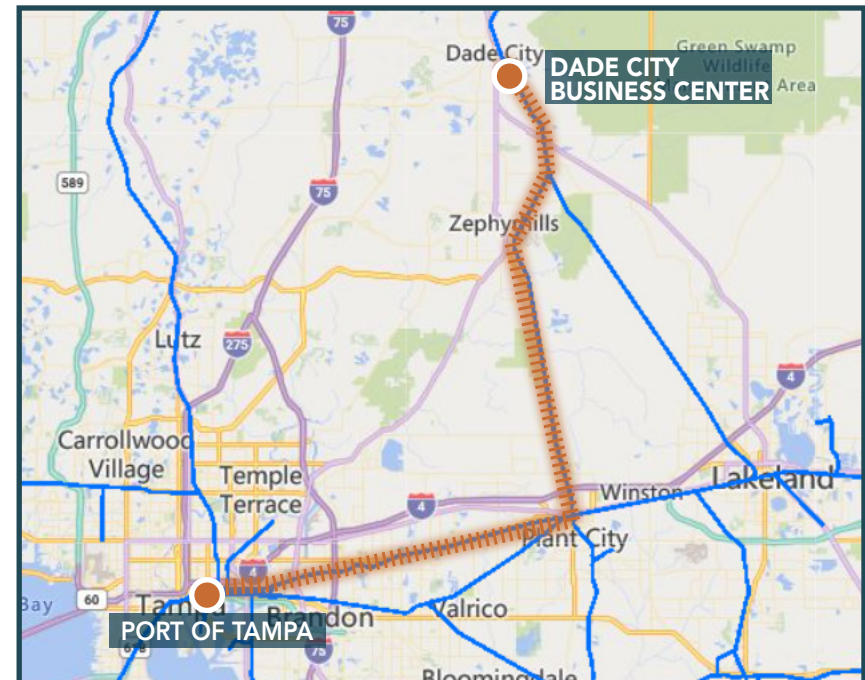 75
Dade City
Green Swamp
Wildlife
Area
DADE CITY
BUSINESS CENTER
589
75
Zephyrhills
Lutz
275
4
Carrollwood
Village
Temple
Terrace
Winston
Lakeland
4
Plant City
4
Bay
60
Tampa
Brandon
Valrico
PORT OF TAMPA
75
Bloomingdale